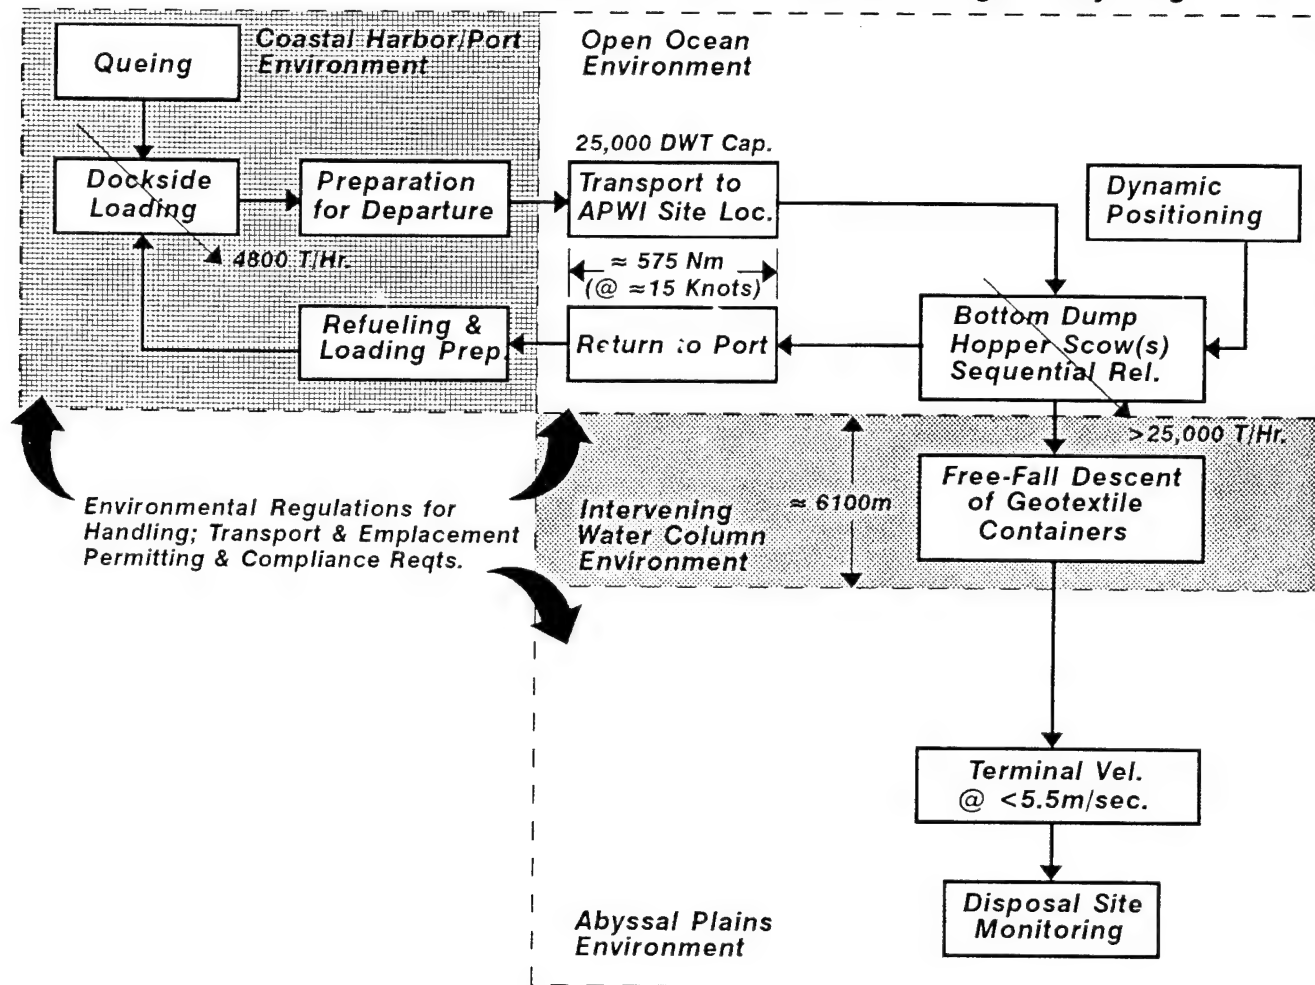 Queing
Coastal Harbor/Port
Environment
Open Ocean
Environment
25,000 DWT Cap.
Dockside
Loading
Preparation
for Departure
Transport to
APWI Site Loc.
Dynamic
Positioning
4800 T/Hr.
≈ 575 Nm
(@ ≈15 Knots)
Refueling &
Loading Prep.
Return to Port
Bottom Dump
Hopper Scow(s)
Sequential Rel.
>25,000 T/Hr.
Environmental Regulations for
Handling; Transport & Emplacement
Permitting & Compliance Reqts.
Intervening
Water Column
Environment
≈ 6100m
Free-Fall Descent
of Geotextile
Containers
Terminal Vel.
@ <5.5m/sec.
Disposal Site
Monitoring
Abyssal Plains
Environment